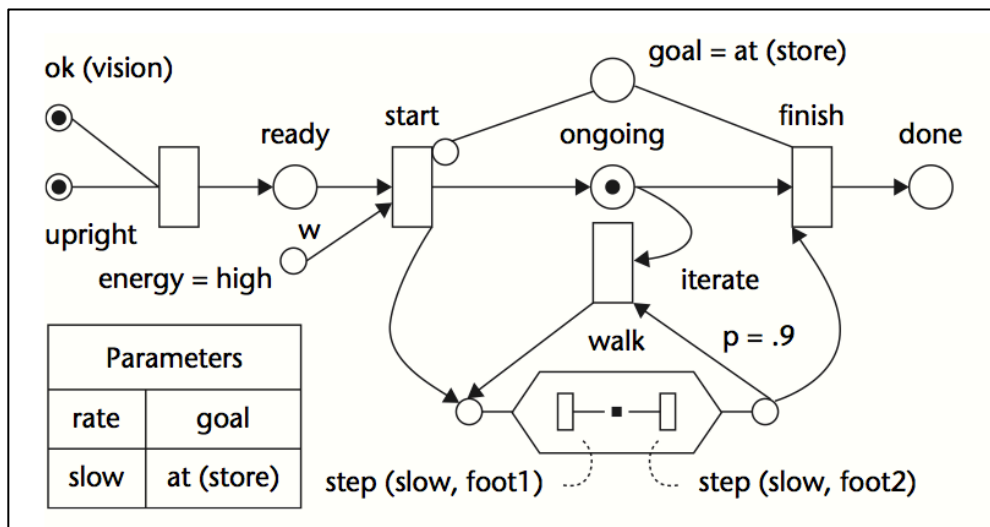 goal = at (store)
ok (vision)
ready
start
ongoing
finish
done
upright
w
energy = high
iterate
walk
p = .9
Parameters
rate
goal
slow
at (store)
step (slow, foot1)
step (slow, foot2)